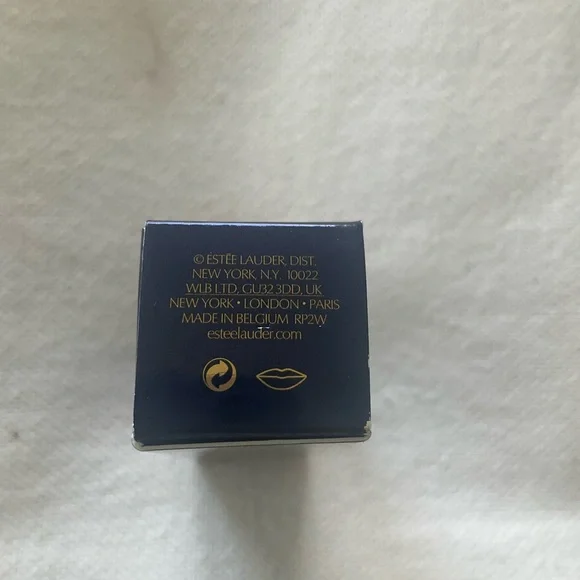 © ESTĒE LAUDER, DIST.
NEW YORK, N.Y. 10022
WLB LTD, GU32 3DD, UK
NEW YORK • LONDON • PARIS
MADE IN BELGIUM RP2W
esteelauder.com